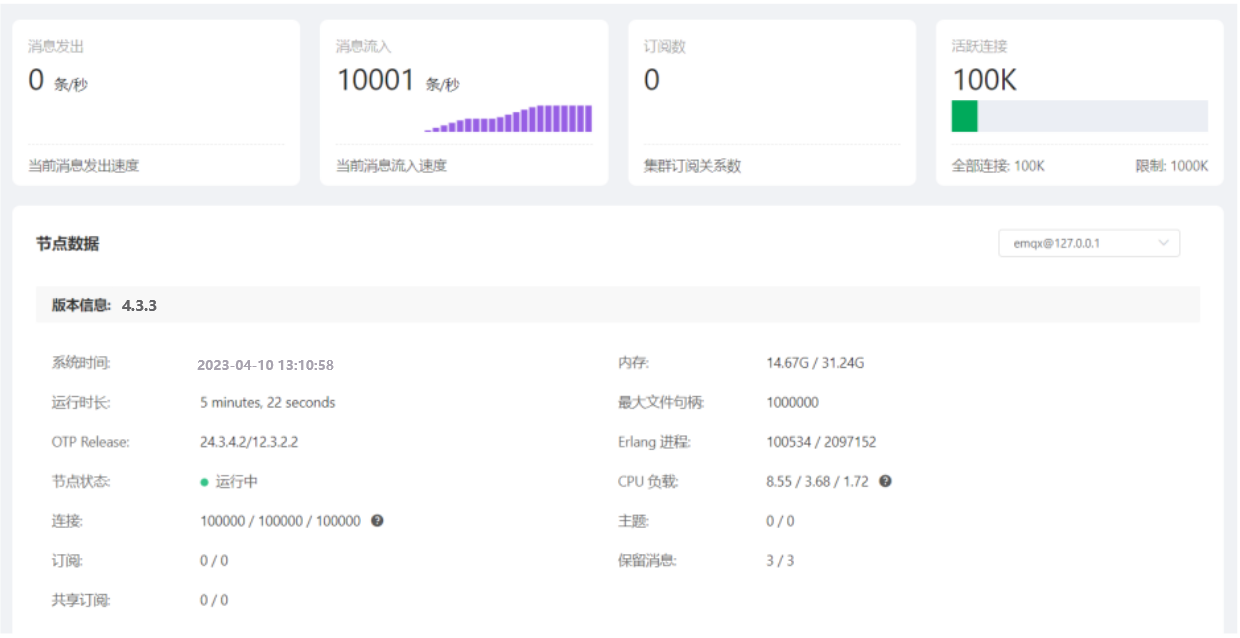 消息发出
0 条/秒
当前消息发出速度
消息流入
10001 条/秒
当前消息流入速度
订阅数
0
集群订阅关系数
活跃连接
100K
全部连接: 100K 限制: 1000K
节点数据
emqx@127.0.0.1
版本信息: 4.3.3
系统时间: 2023-04-10 13:10:58
内存: 14.67G / 31.24G
运行时长: 5 minutes, 22 seconds
最大文件句柄: 1000000
OTP Release: 24.3.4.2/12.3.2.2
Erlang 进程: 100534 / 2097152
节点状态: 运行中
CPU 负载: 8.55 / 3.68 / 1.72
连接: 100000 / 100000 / 100000
主题: 0 / 0
订阅: 0 / 0
保留消息: 3 / 3
共享订阅: 0 / 0